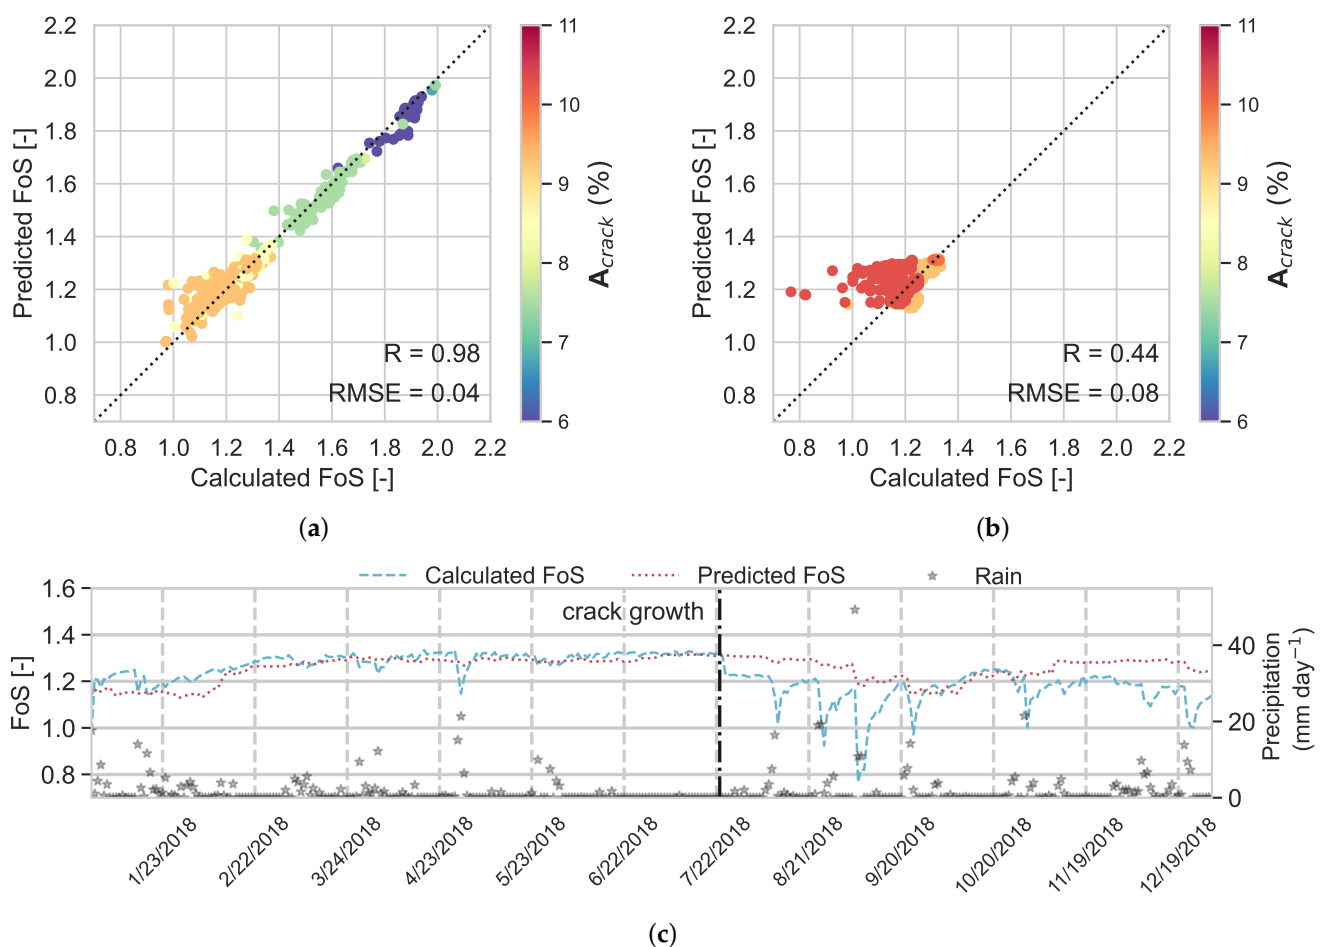 2.2
2.0
1.8
1.6
1.4
1.2
1.0
0.8
Predicted FoS [-]
0.8 1.0 1.2 1.4 1.6 1.8 2.0 2.2
Calculated FoS [-]
R = 0.98
RMSE = 0.04
11
10
9
8
7
6
A_crack (%)
(a)
2.2
2.0
1.8
1.6
1.4
1.2
1.0
0.8
Predicted FoS [-]
0.8 1.0 1.2 1.4 1.6 1.8 2.0 2.2
Calculated FoS [-]
R = 0.44
RMSE = 0.08
11
10
9
8
7
6
A_crack (%)
(b)
Calculated FoS Predicted FoS Rain
crack growth
1.6
1.4
1.2
1.0
0.8
FoS [-]
40
20
0
Precipitation
(mm day⁻¹)
1/23/2018 2/22/2018 3/24/2018 4/23/2018 5/23/2018 6/22/2018 7/22/2018 8/21/2018 9/20/2018 10/20/2018 11/19/2018 12/19/2018
(c)